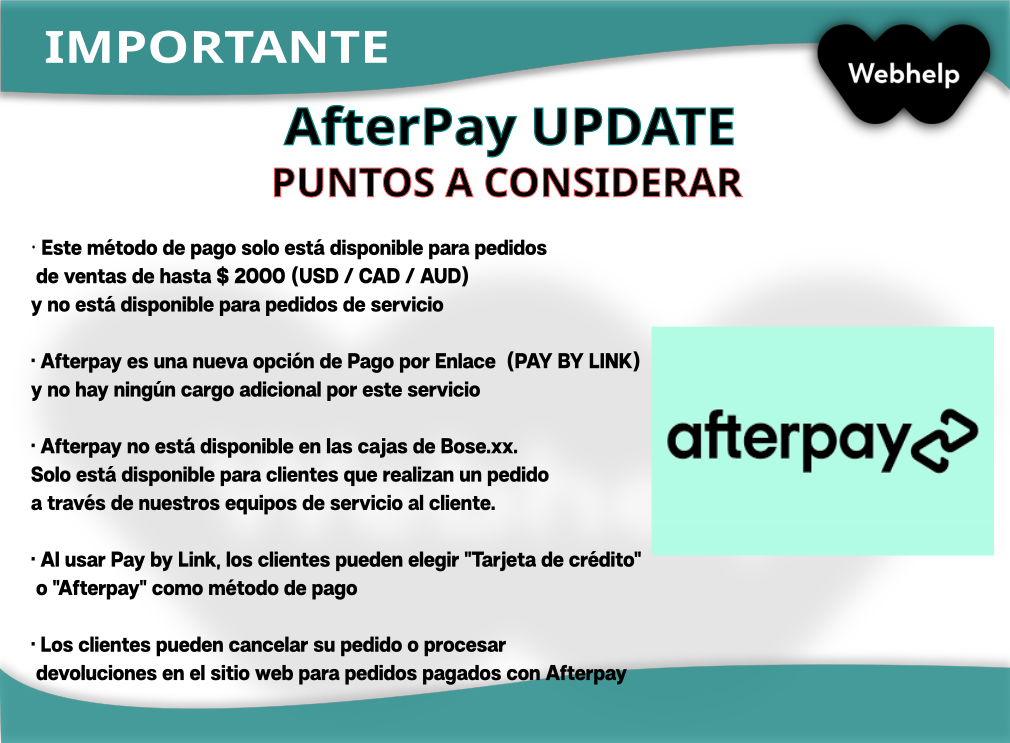 IMPORTANTE
Webhelp
AfterPay UPDATE
PUNTOS A CONSIDERAR
· Este método de pago solo está disponible para pedidos
de ventas de hasta $ 2000 (USD / CAD / AUD)
y no está disponible para pedidos de servicio
· Afterpay es una nueva opción de Pago por Enlace (PAY BY LINK)
y no hay ningún cargo adicional por este servicio
· Afterpay no está disponible en las cajas de Bose.xx.
Solo está disponible para clientes que realizan un pedido
a través de nuestros equipos de servicio al cliente.
· Al usar Pay by Link, los clientes pueden elegir "Tarjeta de crédito"
o "Afterpay" como método de pago
· Los clientes pueden cancelar su pedido o procesar
devoluciones en el sitio web para pedidos pagados con Afterpay
afterpay